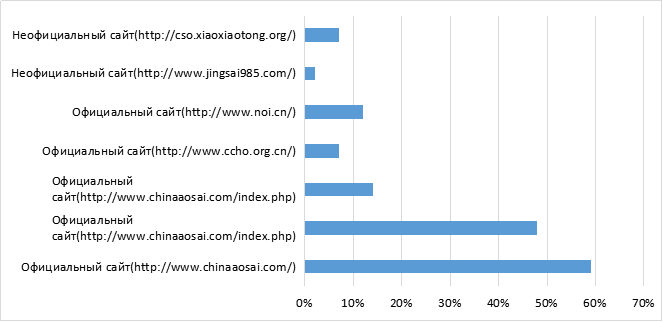 Неофициальный сайт(http://cso.xiaoxiaotong.org/)
Неофициальный сайт(http://www.jingsai985.com/)
Официальный сайт(http://www.noi.cn/)
Официальный сайт(http://www.ccho.org.cn/)
Официальный
сайт(http://www.chinaaosai.com/index.php)
Официальный
сайт(http://www.chinaaosai.com/index.php)
Официальный сайт(http://www.chinaaosai.com/)
0% 10% 20% 30% 40% 50% 60% 70%